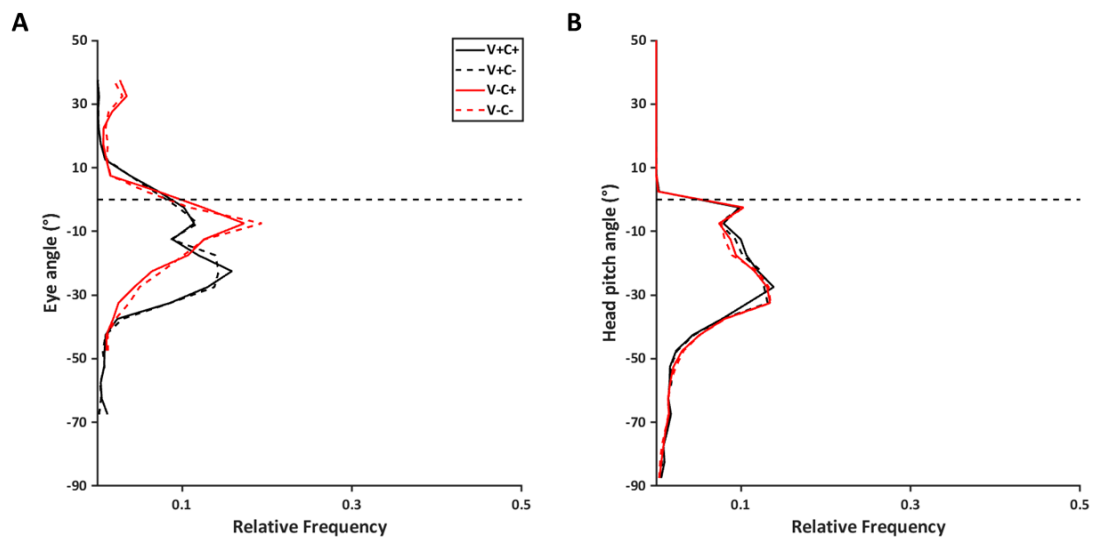 A
B
50
30
10
-10
-30
-50
-70
-90
Eye angle (°)
0.1
0.3
0.5
Relative Frequency
V+C+
V+C-
V-C+
V-C-
50
30
10
-10
-30
-50
-70
-90
Head pitch angle (°)
0.1
0.3
0.5
Relative Frequency